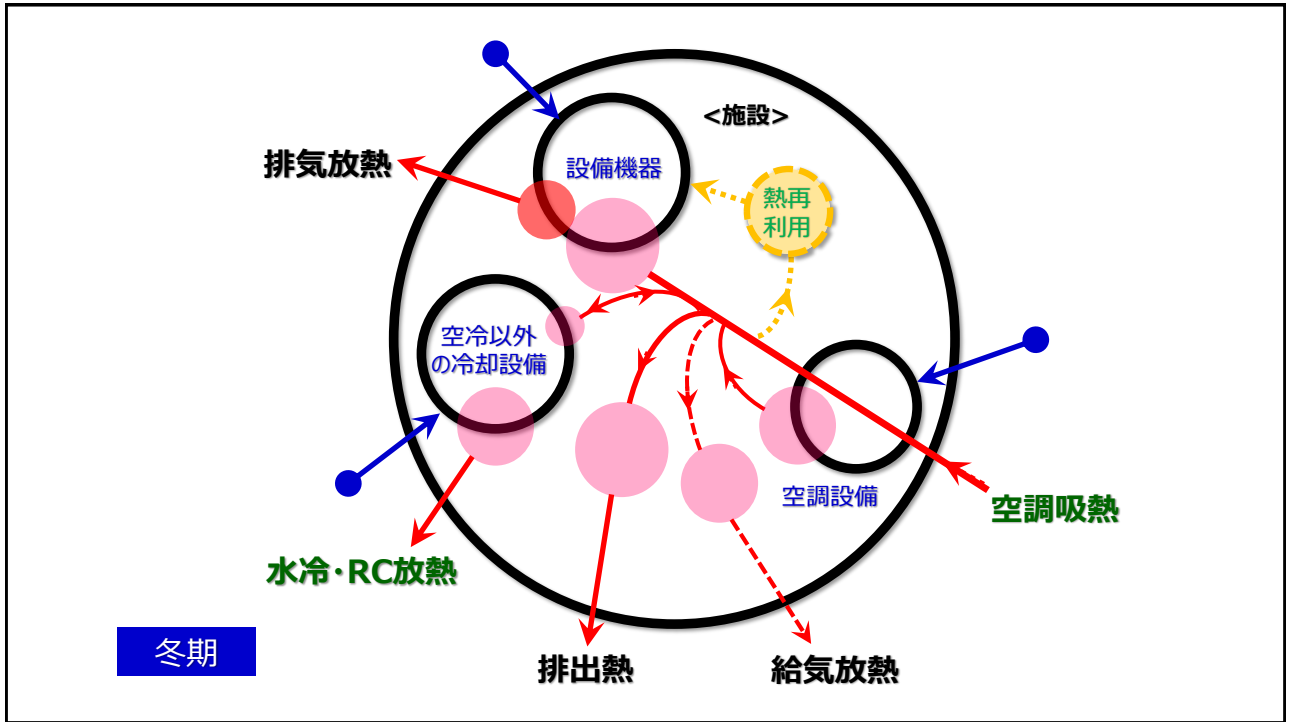 <施設>
排気放熱
設備機器
熱再
利用
空冷以外
の冷却設備
空調設備
空調吸熱
水冷・RC放熱
冬期
排出熱
給気放熱